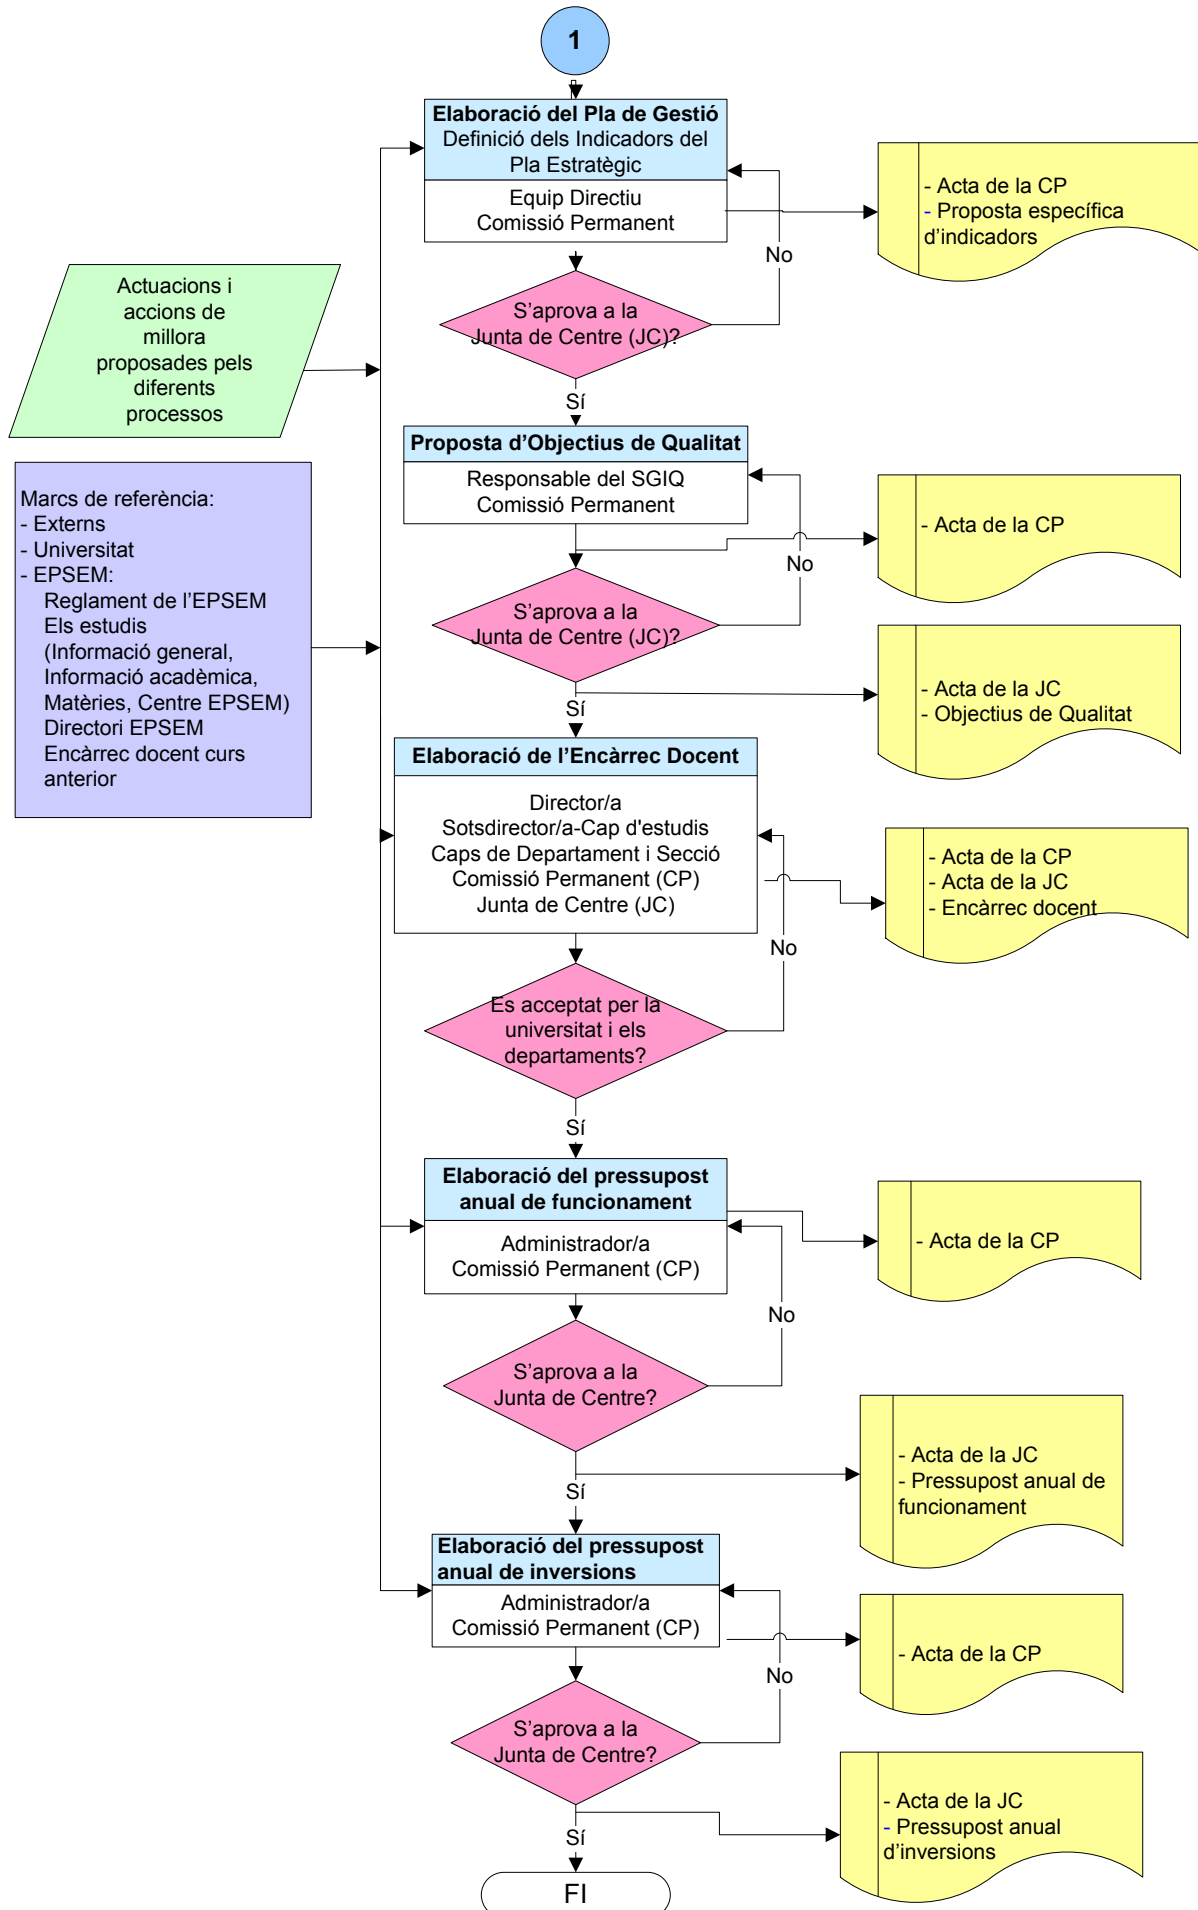 1
Elaboració del Pla de Gestió
Definició dels Indicadors del
Pla Estratègic
Equip Directiu
Comissió Permanent
- Acta de la CP
- Proposta específica
d’indicadors
No
Actuacions i
accions de
millora
proposades pels
diferents
processos
S’aprova a la
Junta de Centre (JC)?
Sí
Proposta d’Objectius de Qualitat
Responsable del SGIQ
Comissió Permanent
- Acta de la CP
No
Marcs de referència:
- Externs
- Universitat
- EPSEM:
Reglament de l’EPSEM
Els estudis
(Informació general,
Informació acadèmica,
Matèries, Centre EPSEM)
Directori EPSEM
Encàrrec docent curs
anterior
S’aprova a la
Junta de Centre (JC)?
- Acta de la JC
- Objectius de Qualitat
Sí
Elaboració de l’Encàrrec Docent
Director/a
Sotsdirector/a-Cap d'estudis
Caps de Departament i Secció
Comissió Permanent (CP)
Junta de Centre (JC)
- Acta de la CP
- Acta de la JC
- Encàrrec docent
No
Es acceptat per la
universitat i els
departaments?
Sí
Elaboració del pressupost
anual de funcionament
Administrador/a
Comissió Permanent (CP)
- Acta de la CP
No
S’aprova a la
Junta de Centre?
- Acta de la JC
- Pressupost anual de
funcionament
Sí
Elaboració del pressupost
anual de inversions
Administrador/a
Comissió Permanent (CP)
- Acta de la CP
No
S’aprova a la
Junta de Centre?
- Acta de la JC
- Pressupost anual
d’inversions
Sí
FI